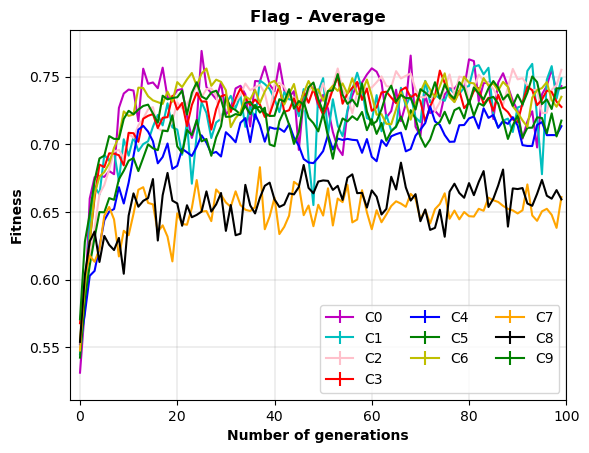 Flag - Average
Fitness
0.75
0.70
0.65
0.60
0.55
C0 C4 C7
C1 C5 C8
C2 C6 C9
C3
0 20 40 60 80 100
Number of generations